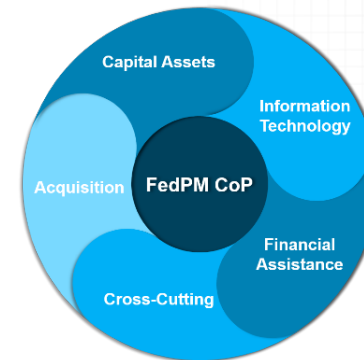 Capital Assets
Information
Technology
Acquisition
FedPM CoP
Financial
Assistance
Cross-Cutting